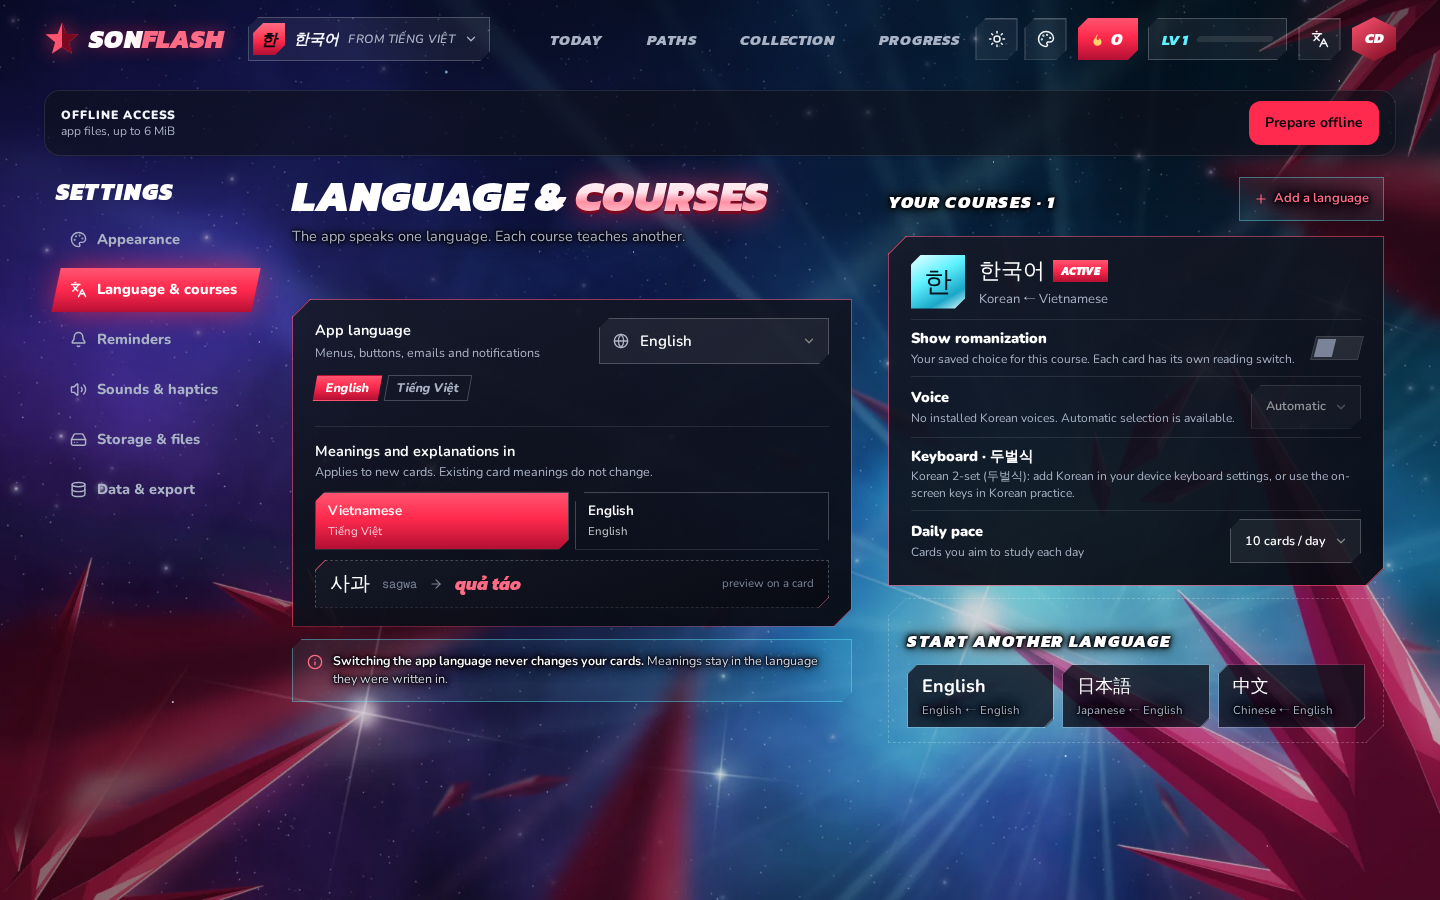 SONFLASH
한 한국어 FROM TIẾNG VIỆT
TODAY
PATHS
COLLECTION
PROGRESS
0
LV 1
CD
OFFLINE ACCESS
app files, up to 6 MiB
Prepare offline
SETTINGS
Appearance
Language & courses
Reminders
Sounds & haptics
Storage & files
Data & export
LANGUAGE & COURSES
The app speaks one language. Each course teaches another.
App language
Menus, buttons, emails and notifications
English
English
Tiếng Việt
Meanings and explanations in
Applies to new cards. Existing card meanings do not change.
Vietnamese
Tiếng Việt
English
English
사과 sagwa → quả táo
preview on a card
Switching the app language never changes your cards. Meanings stay in the language
they were written in.
YOUR COURSES · 1
+ Add a language
한
한국어 ACTIVE
Korean ← Vietnamese
Show romanization
Your saved choice for this course. Each card has its own reading switch.
Voice
No installed Korean voices. Automatic selection is available.
Automatic
Keyboard · 두벌식
Korean 2-set (두벌식): add Korean in your device keyboard settings, or use the on-
screen keys in Korean practice.
Daily pace
Cards you aim to study each day
10 cards / day
START ANOTHER LANGUAGE
English
English ← English
日本語
Japanese ← English
中文
Chinese ← English